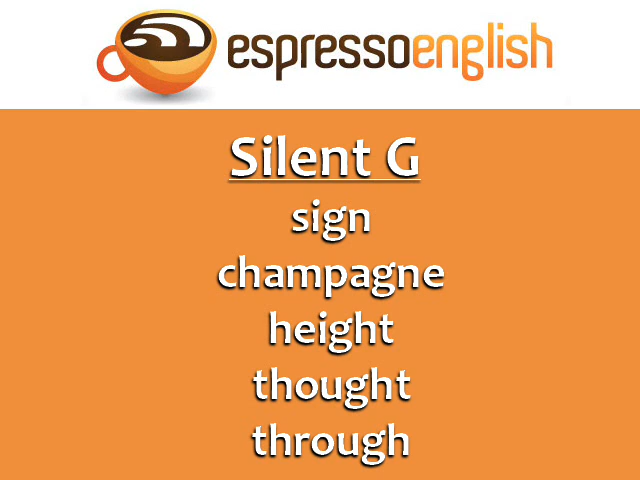 espressoenglish
Silent G
sign
champagne
height
thought
through